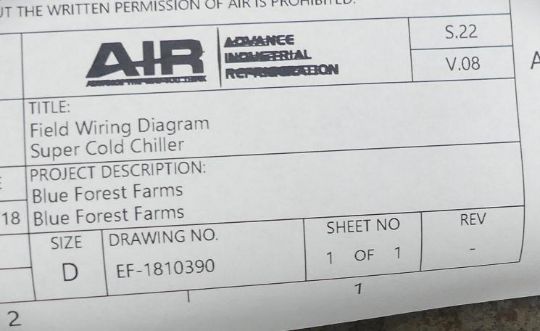 UT THE WRITTEN PERMISSION OF AIR IS PROHIBITED.
AIR
ADVANCE
INDUSTRIAL
REFRIGERATION
S.22
V.08
A
TITLE:
Field Wiring Diagram
Super Cold Chiller
PROJECT DESCRIPTION:
Blue Forest Farms
18 Blue Forest Farms
SIZE DRAWING NO. SHEET NO REV
D EF-1810390 1 OF 1 -
1
2